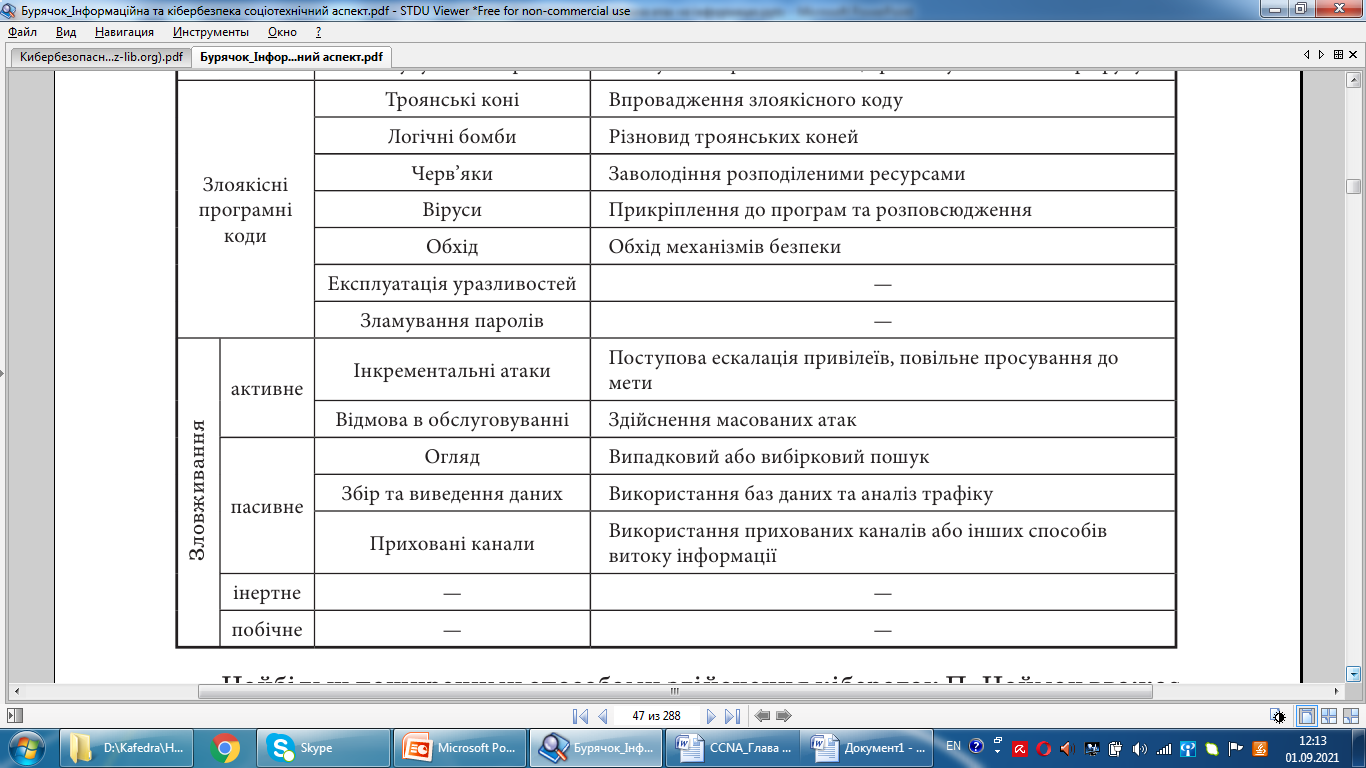 Бурячок_Інформаційна та кібербезпека соціотехнічний аспект.pdf - STDU Viewer *Free for non-commercial use
Файл Вид Навигация Инструменты Окно ?
Кибербезопасн...z-lib.org).pdf Бурячок_Інфор...ний аспект.pdf
Злоякісні
програмні
коди
Троянські коні Впровадження злоякісного коду
Логічні бомби Різновид троянських коней
Черв’яки Заволодіння розподіленими ресурсами
Віруси Прикріплення до програм та розповсюдження
Обхід Обхід механізмів безпеки
Експлуатація уразливостей —
Зламування паролів —
Зловживання
активне
Інкрементальні атаки Поступова ескалація привілеїв, повільне просування до
мети
Відмова в обслуговуванні Здійснення масованих атак
пасивне
Огляд Випадковий або вибірковий пошук
Збір та виведення даних Використання баз даних та аналіз трафіку
Приховані канали Використання прихованих каналів або інших способів
витоку інформації
інертне — —
побічне — —
47 из 288
D:\Kafedra\Н... Skype Microsoft Po... Бурячок_Інф... CCNA_Глава ... Документ1 - ... EN 12:13
01.09.2021